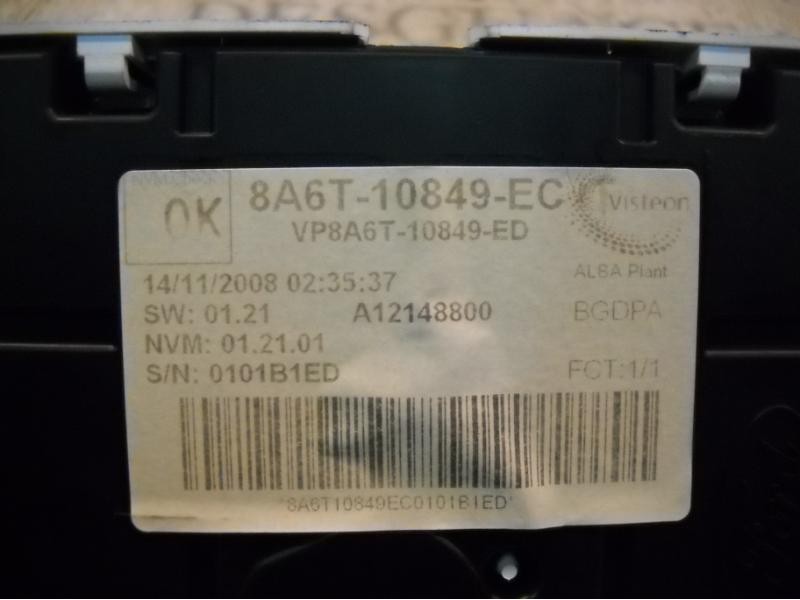 OK
8A6T-10849-EC
Visteon
VP8A6T-10849-ED
ALBA Plant
14/11/2008 02:35:37
SW: 01.21 A12148800 BGDPA
NVM: 01.21.01
S/N: 0101B1ED FCT:1/1
*8A6T10849EC0101B1ED*